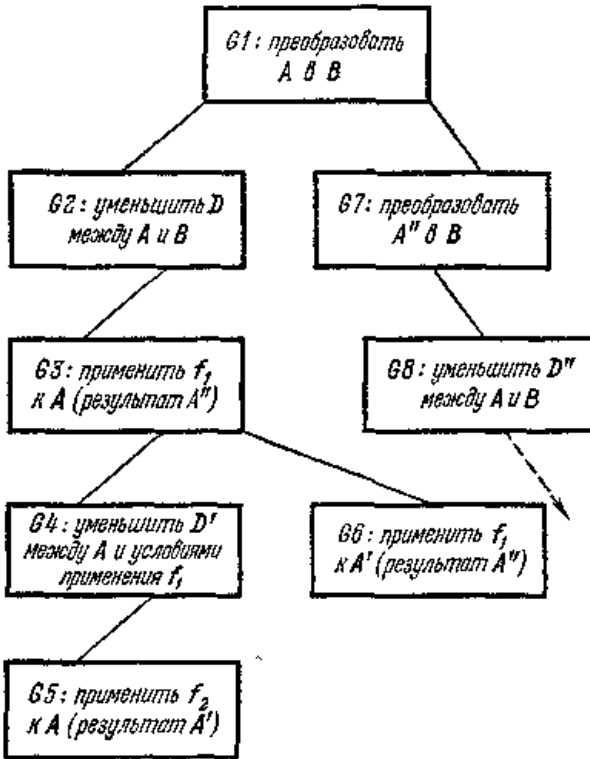 G1: преобразовать
A в B
G2: уменьшить D
между A и B
G7: преобразовать
A" в B
G3: применить f₁
к A (результат A")
G8: уменьшить D"
между A и B
G4: уменьшить D'
между A и условиями
применения f₁
G6: применить f₁
к A' (результат A")
G5: применить f₂
к A (результат A')